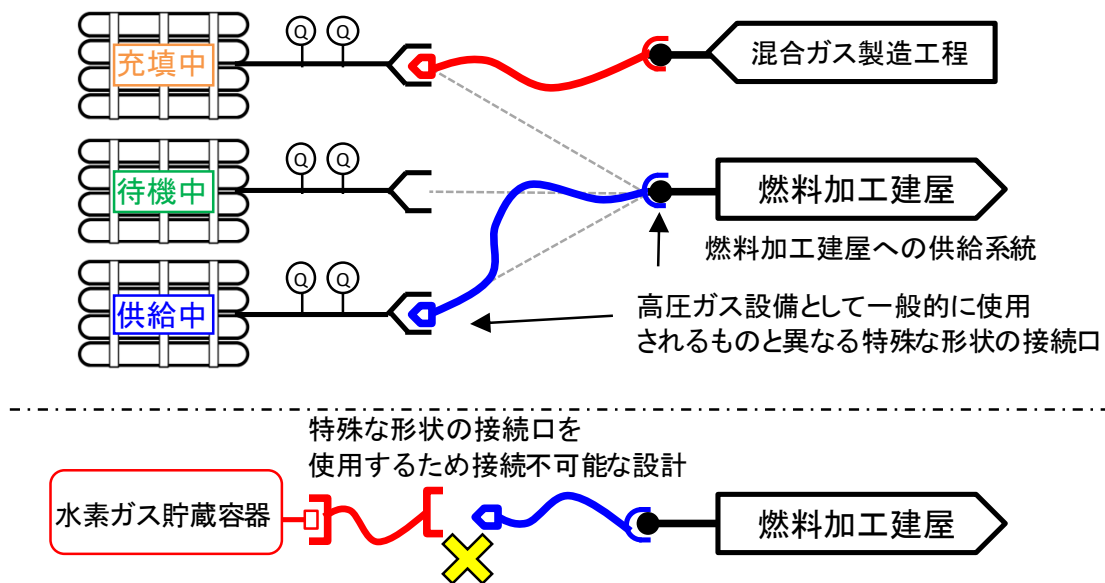 充填中
Q Q
混合ガス製造工程
待機中
Q Q
燃料加工建屋
燃料加工建屋への供給系統
供給中
Q Q
高圧ガス設備として一般的に使用
されるものと異なる特殊な形状の接続口
特殊な形状の接続口を
使用するため接続不可能な設計
水素ガス貯蔵容器
燃料加工建屋